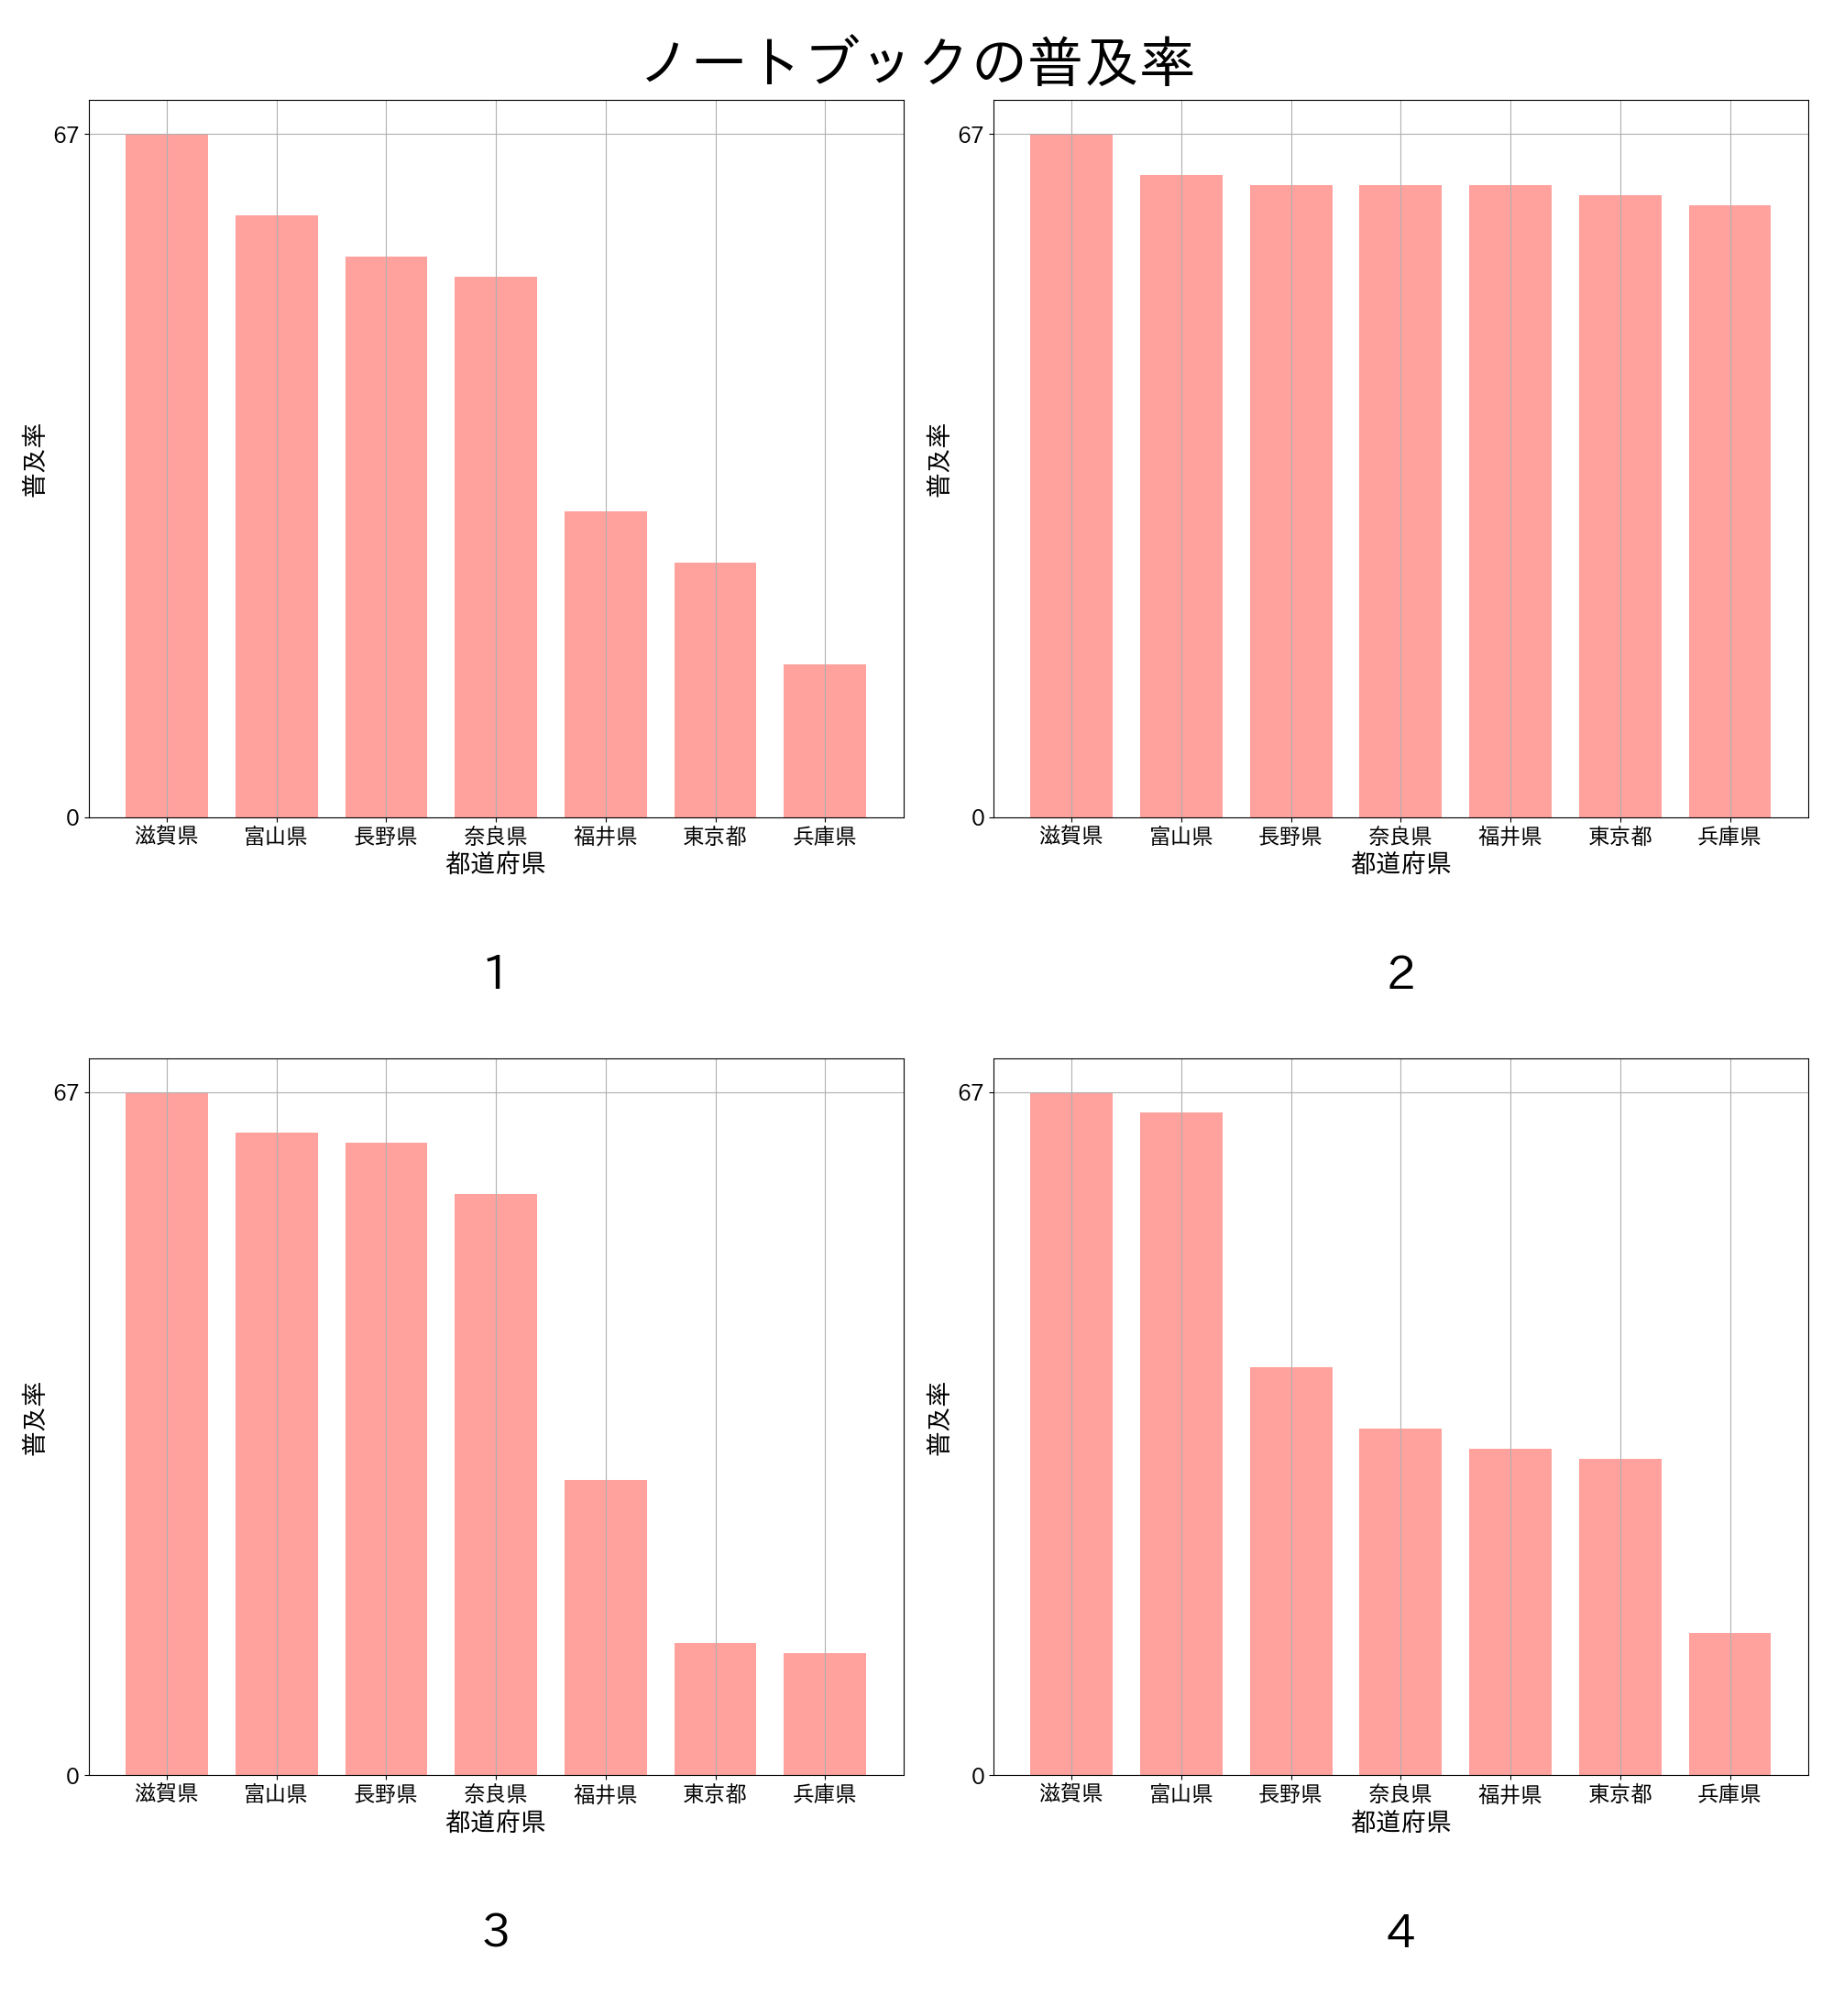 ノートブックの普及率
67
0
普及率
滋賀県 富山県 長野県 奈良県 福井県 東京都 兵庫県
都道府県
1
67
0
普及率
滋賀県 富山県 長野県 奈良県 福井県 東京都 兵庫県
都道府県
2
67
0
普及率
滋賀県 富山県 長野県 奈良県 福井県 東京都 兵庫県
都道府県
3
67
0
普及率
滋賀県 富山県 長野県 奈良県 福井県 東京都 兵庫県
都道府県
4